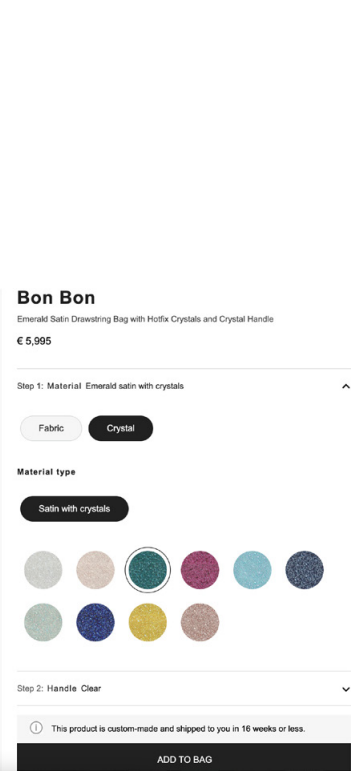 Bon Bon
Emerald Satin Drawstring Bag with Hotfix Crystals and Crystal Handle
€ 5,995
Step 1: Material Emerald satin with crystals
Fabric Crystal
Material type
Satin with crystals
Step 2: Handle Clear
This product is custom-made and shipped to you in 16 weeks or less.
ADD TO BAG